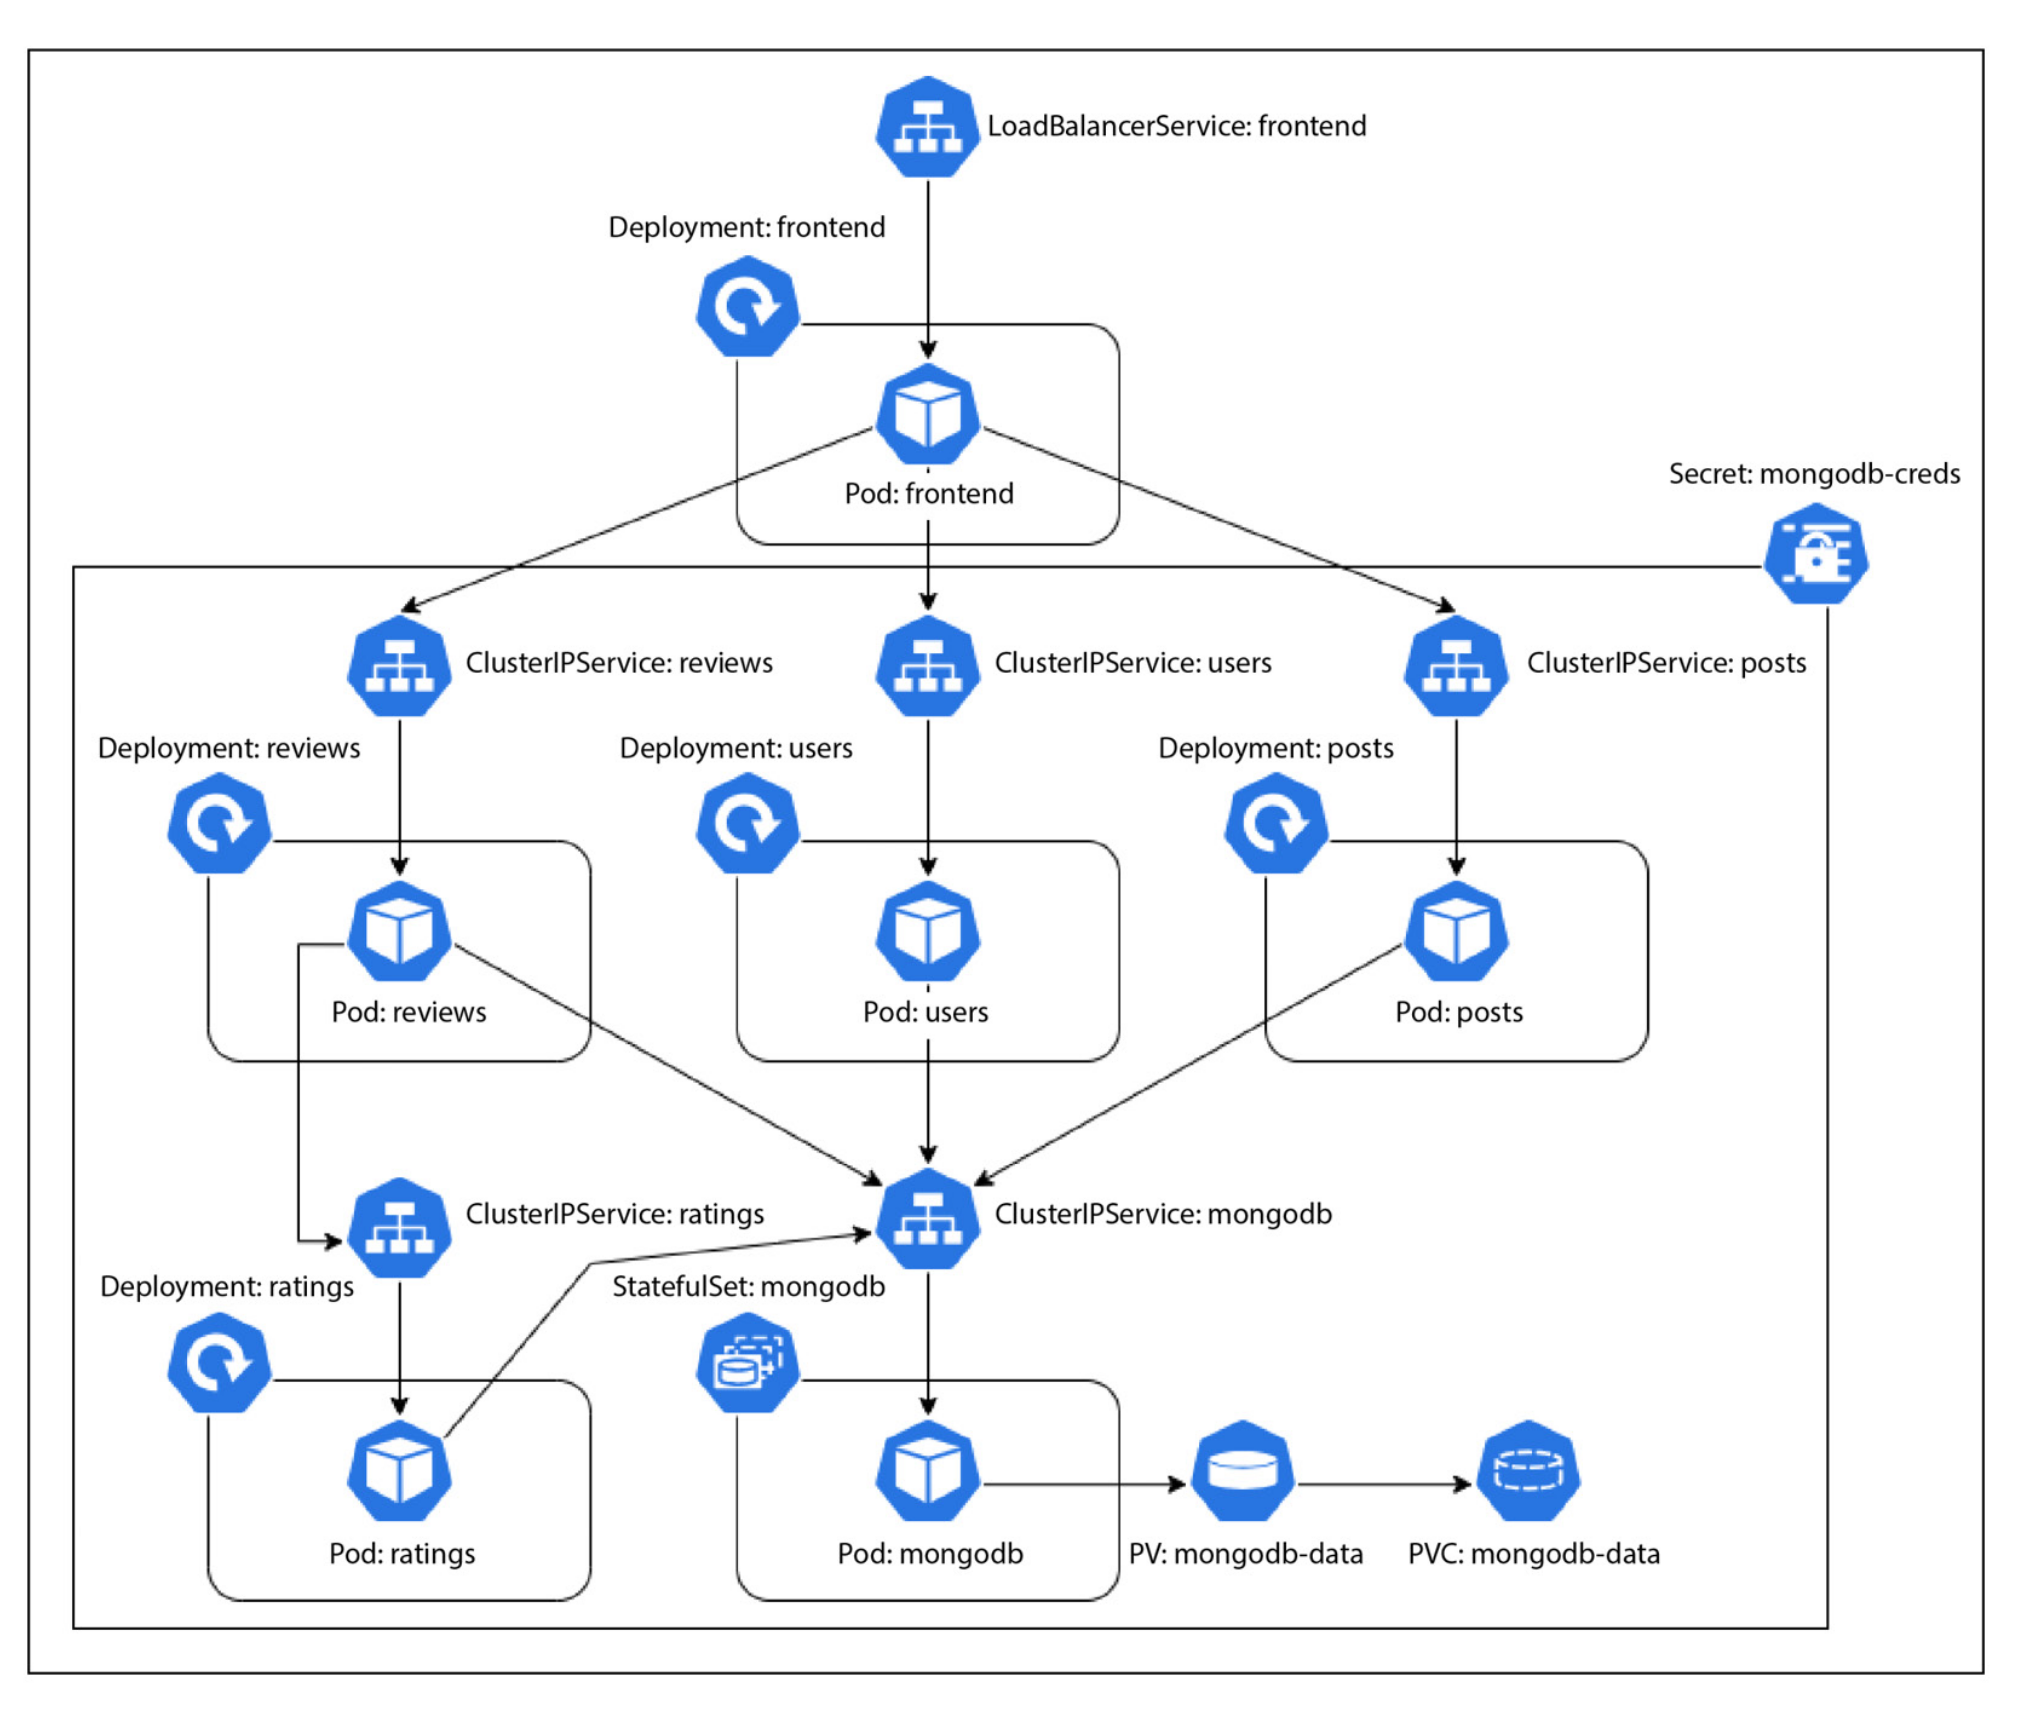 LoadBalancerService: frontend
Deployment: frontend
Pod: frontend
Secret: mongodb-creds
ClusterIPService: reviews
ClusterIPService: users
ClusterIPService: posts
Deployment: reviews
Deployment: users
Deployment: posts
Pod: reviews
Pod: users
Pod: posts
ClusterIPService: ratings
ClusterIPService: mongodb
Deployment: ratings
StatefulSet: mongodb
Pod: ratings
Pod: mongodb
PV: mongodb-data
PVC: mongodb-data